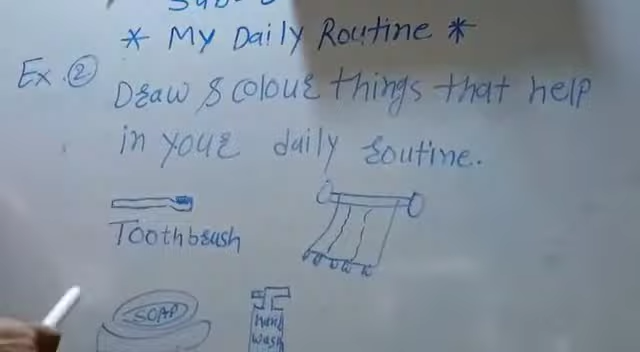 * My Daily Routine *
Ex. ②
Draw & colour things that help
in your daily routine.
Toothbrush
SOAP
hand
wash